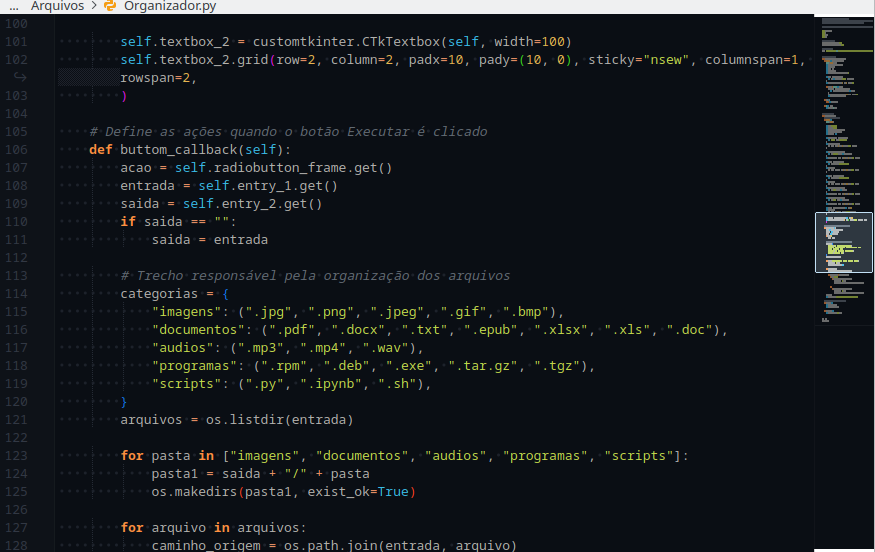 ... Arquivos > Organizador.py
100
101 self.textbox_2 = customtkinter.CTkTextbox(self, width=100)
102 self.textbox_2.grid(row=2, column=2, padx=10, pady=(10, 0), sticky="nsew", columnspan=1,
rowspan=2,
103 )
104
105 # Define as ações quando o botão Executar é clicado
106 def buttom_callback(self):
107 acao = self.radiobutton_frame.get()
108 entrada = self.entry_1.get()
109 saida = self.entry_2.get()
110 if saida == "":
111 saida = entrada
112
113 # Trecho responsável pela organização dos arquivos
114 categorias = {
115 "imagens": (".jpg", ".png", ".jpeg", ".gif", ".bmp"),
116 "documentos": (".pdf", ".docx", ".txt", ".epub", ".xlsx", ".xls", ".doc"),
117 "audios": (".mp3", ".mp4", ".wav"),
118 "programas": (".rpm", ".deb", ".exe", ".tar.gz", ".tgz"),
119 "scripts": (".py", ".ipynb", ".sh"),
120 }
121 arquivos = os.listdir(entrada)
122
123 for pasta in ["imagens", "documentos", "audios", "programas", "scripts"]:
124 pasta1 = saida + "/" + pasta
125 os.makedirs(pasta1, exist_ok=True)
126
127 for arquivo in arquivos:
128 caminho_origem = os.path.join(entrada, arquivo)